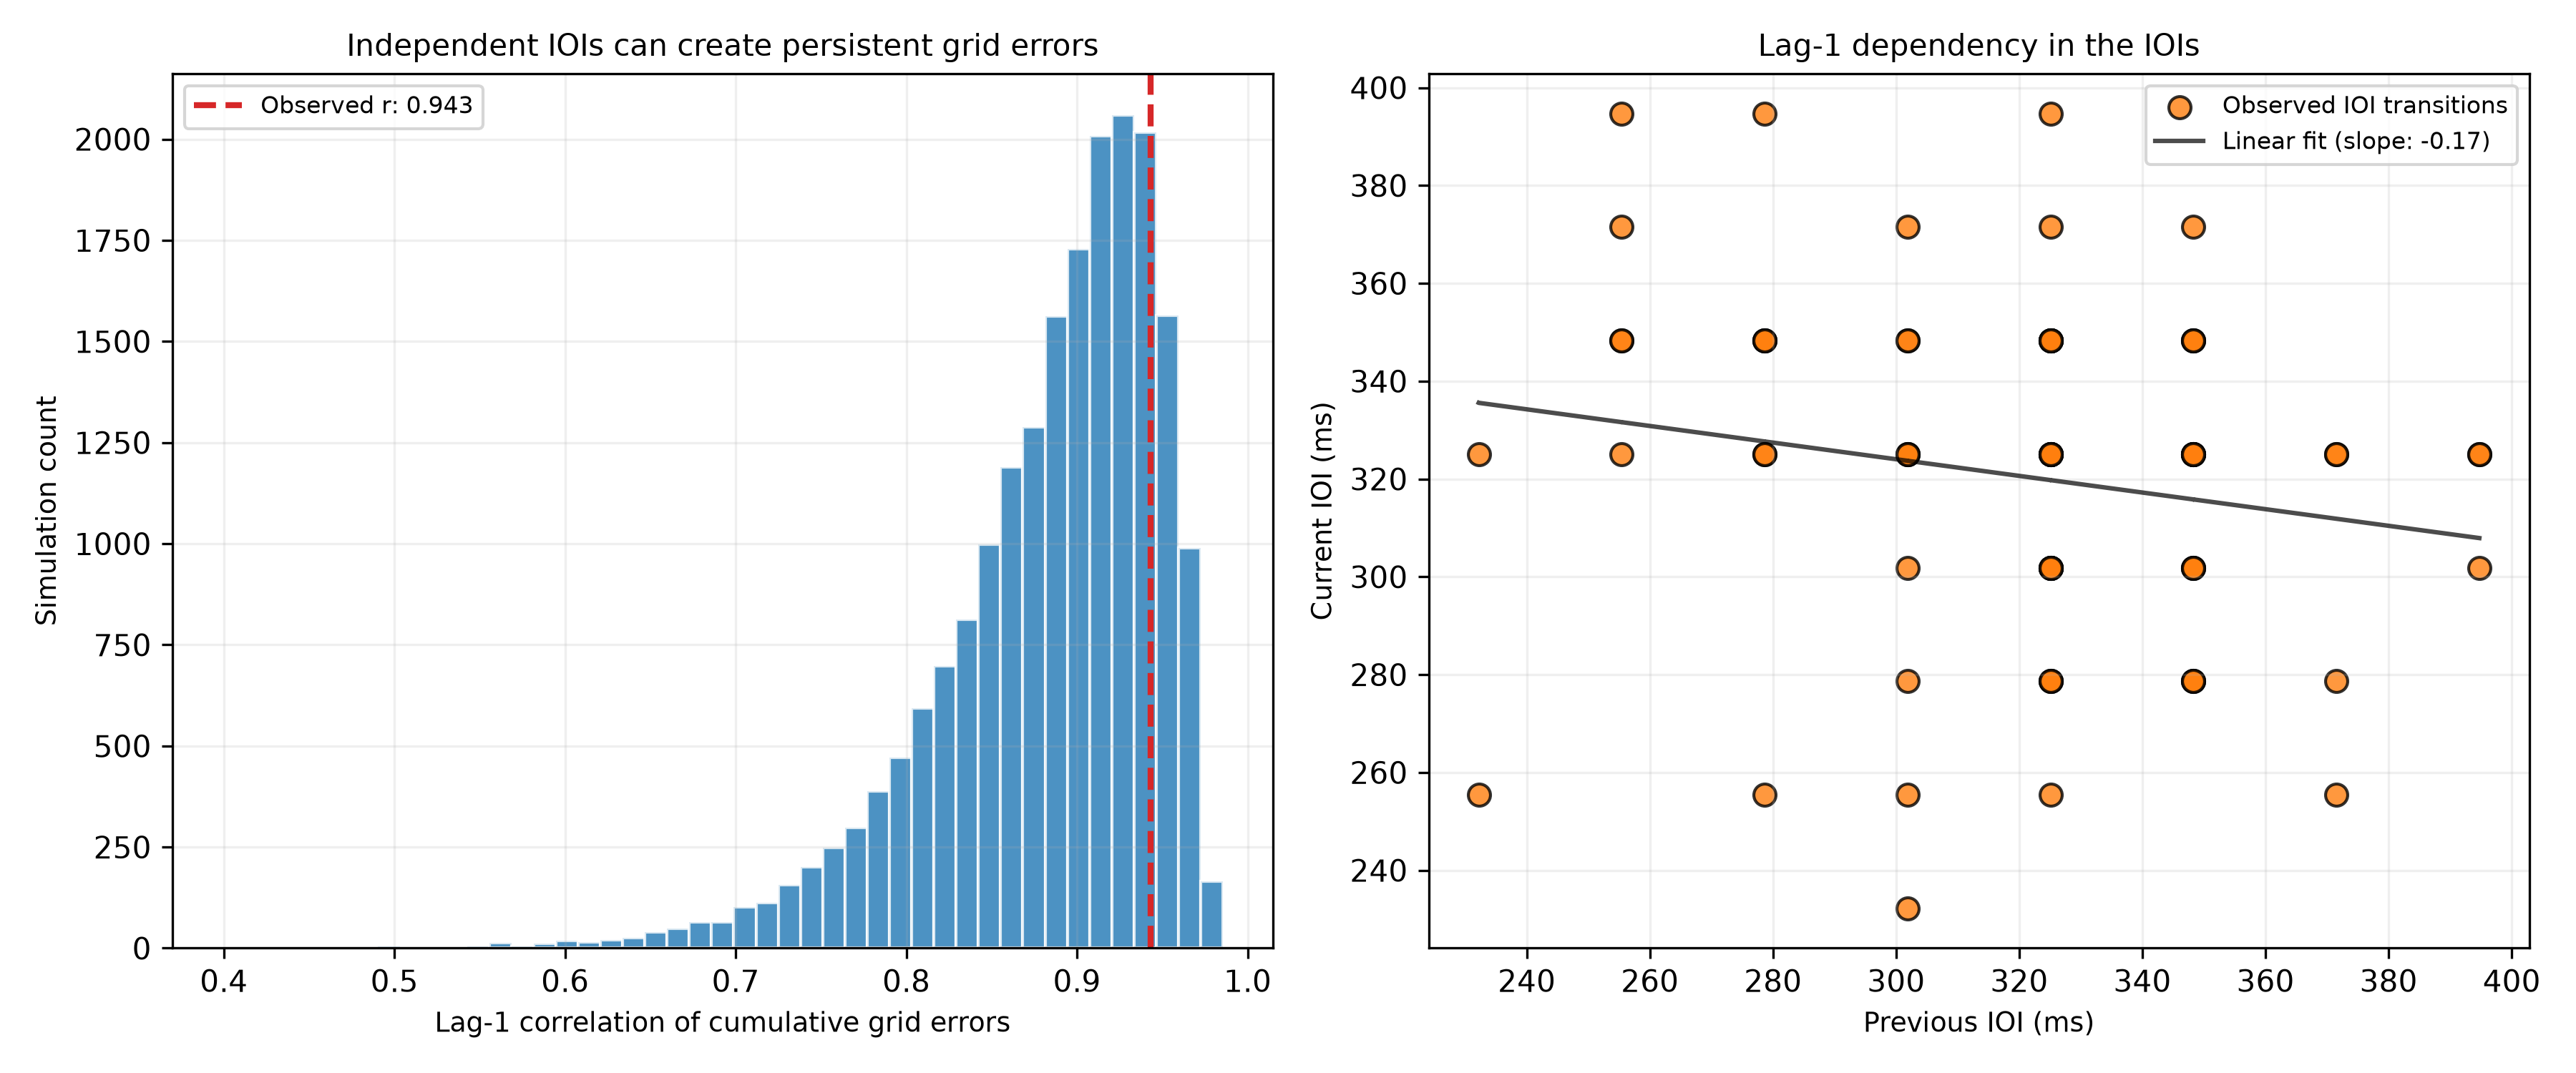 Independent IOIs can create persistent grid errors
Observed r: 0.943
Simulation count
2000
1750
1500
1250
1000
750
500
250
0
0.4 0.5 0.6 0.7 0.8 0.9 1.0
Lag-1 correlation of cumulative grid errors
Lag-1 dependency in the IOIs
Observed IOI transitions
Linear fit (slope: -0.17)
Current IOI (ms)
400
380
360
340
320
300
280
260
240
240 260 280 300 320 340 360 380 400
Previous IOI (ms)